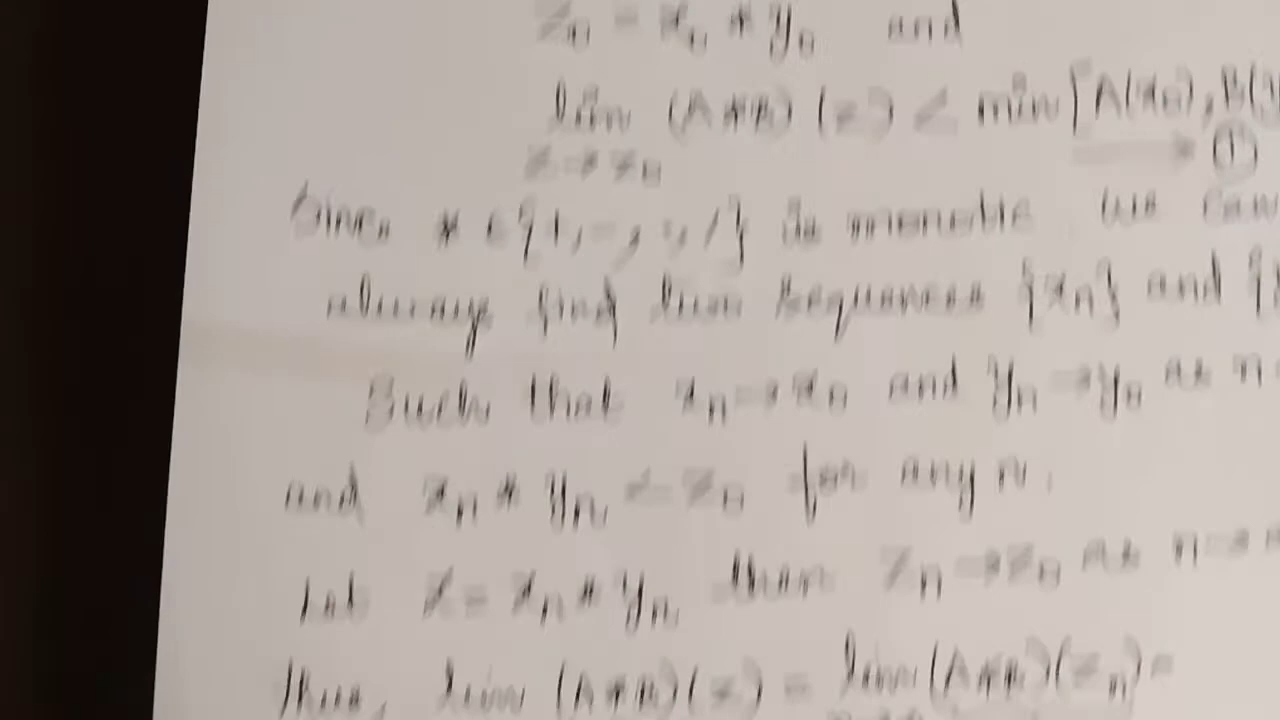 z₀ = x₀ * y₀ and
lim (A*B) (z) < min [A(x₀), B(y
z→z₀ → ①
Since * ∈ {+, -, ·, /} is monotic we can
always find two sequences {xn} and {
Such that xn→x₀ and yn→y₀ as n
and xn * yn < z₀ for any n.
Let z = xn * yn then zn→z₀ as n→
Thus, lim (A*B)(z) = lim (A*B)(zn) =